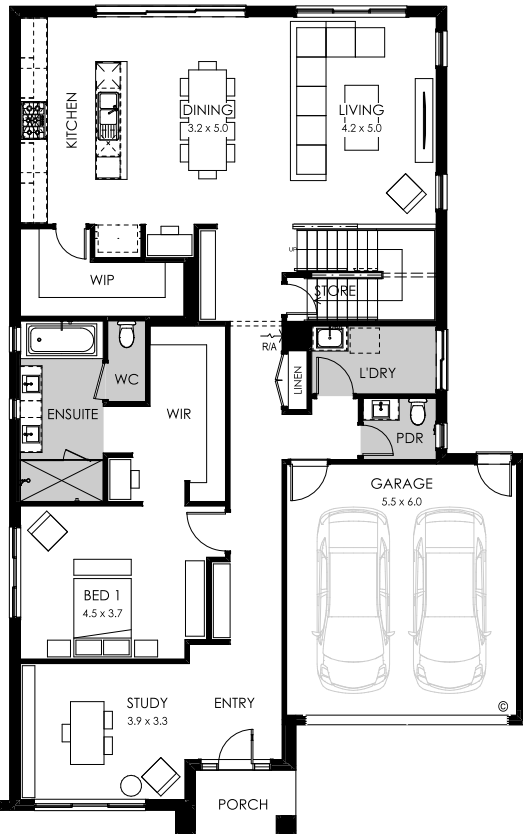 KITCHEN
DINING
3.2 x 5.0
LIVING
4.2 x 5.0
UP
WIP
STORE
R/A
WC
LINEN
L'DRY
ENSUITE
WIR
PDR
GARAGE
5.5 x 6.0
BED 1
4.5 x 3.7
STUDY
3.9 x 3.3
ENTRY
©
PORCH